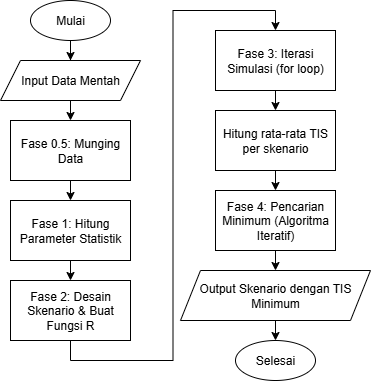 Mulai
Input Data Mentah
Fase 0.5: Munging
Data
Fase 1: Hitung
Parameter Statistik
Fase 2: Desain
Skenario & Buat
Fungsi R
Fase 3: Iterasi
Simulasi (for loop)
Hitung rata-rata TIS
per skenario
Fase 4: Pencarian
Minimum (Algoritma
Iteratif)
Output Skenario dengan TIS
Minimum
Selesai